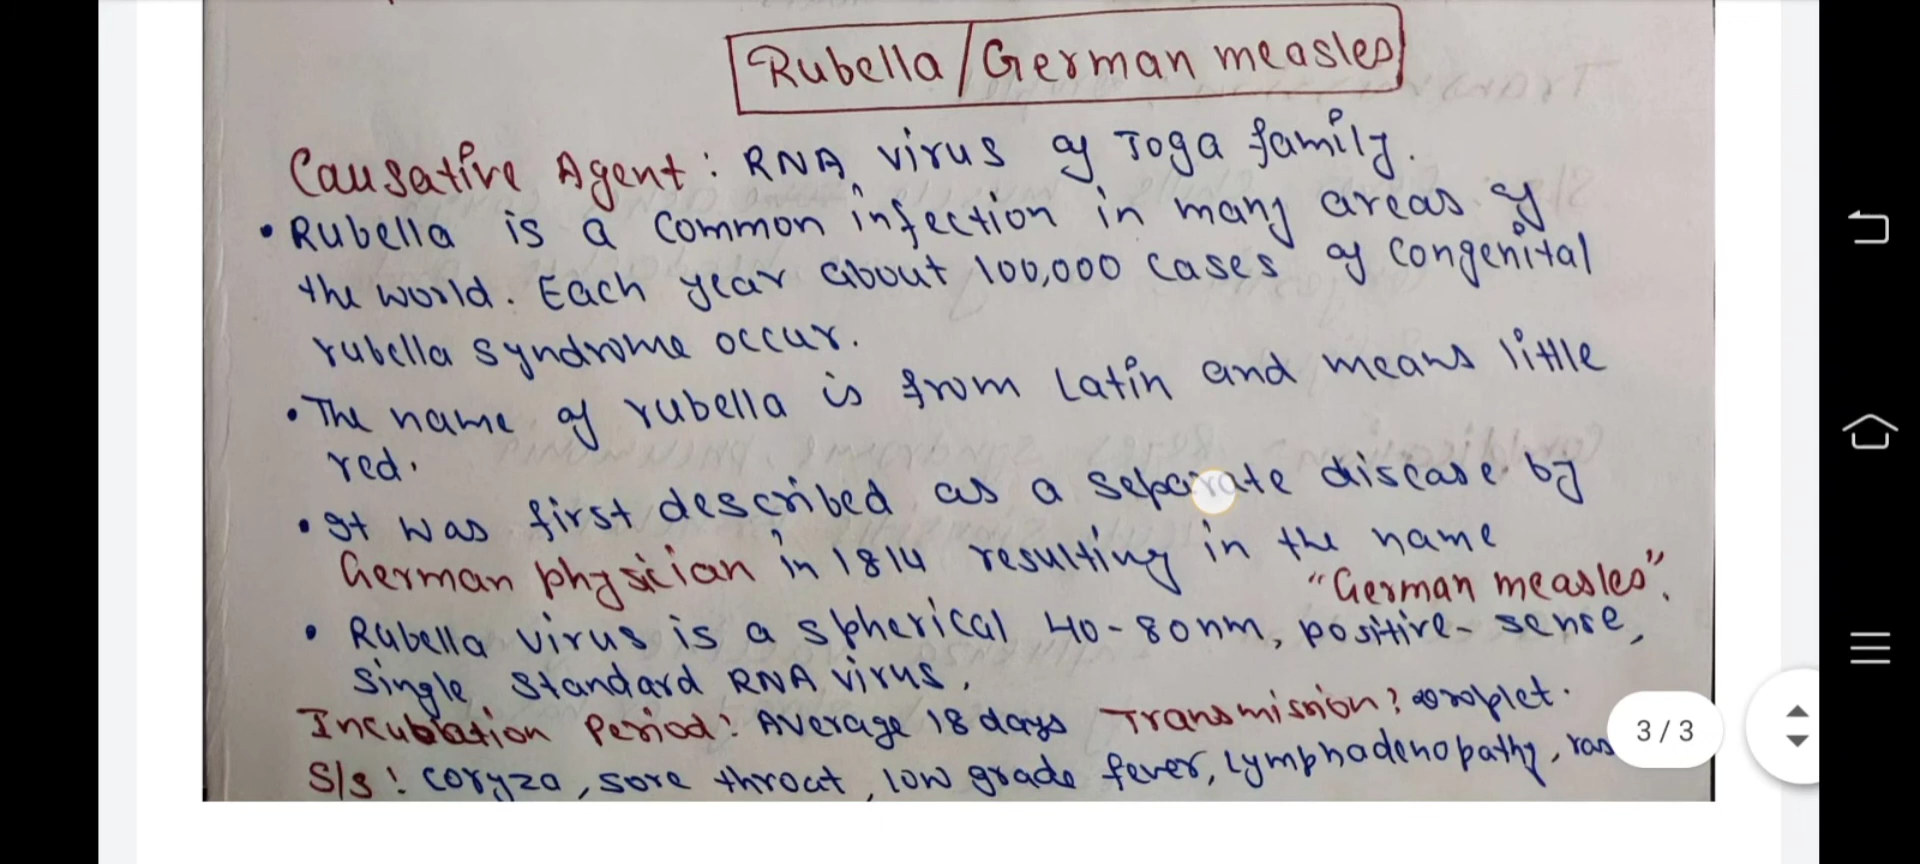 Rubella/German measles
Causative Agent: RNA virus of Toga family.
• Rubella is a common infection in many areas of
the world. Each year about 100,000 cases of congenital
rubella syndrome occur.
• The name of rubella is from Latin and means little
red.
• It was first described as a separate disease by
German physician in 1814 resulting in the name
"German measles".
• Rubella virus is a spherical 40-80nm, positive-sense,
single standard RNA virus.
Incubation Period: Average 18 days Transmission: droplet.
S/s: coryza, sore throat, low grade fever, lymphadenopathy, ras
3/3